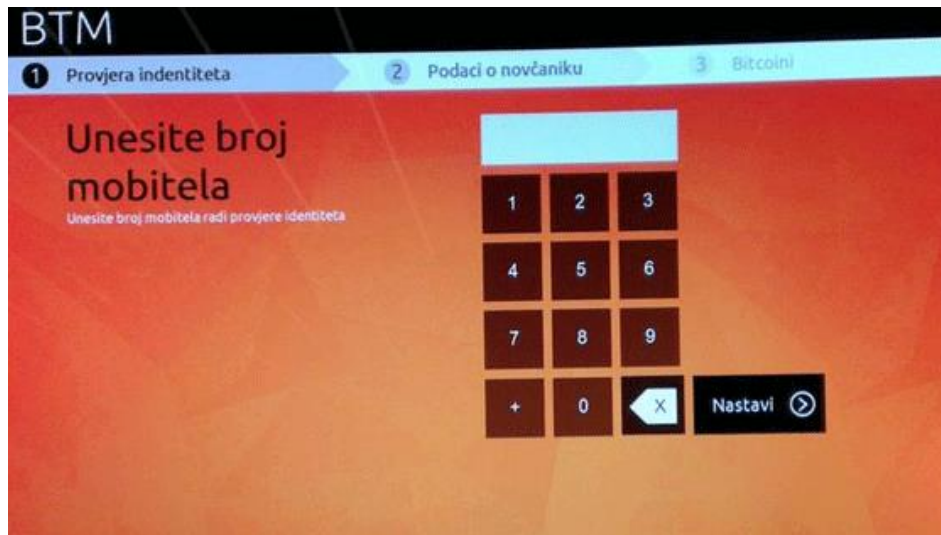 BTM
1 Provjera indentiteta 2 Podaci o novčaniku 3 Bitcoini
Unesite broj
mobitela
Unesite broj mobitela radi provjere identiteta
1 2 3
4 5 6
7 8 9
+ 0 X Nastavi